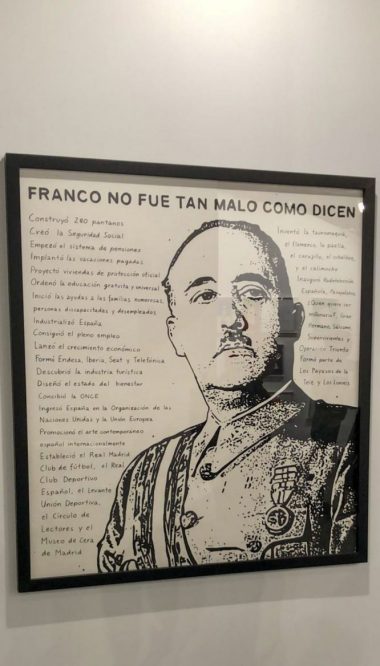 FRANCO NO FUE TAN MALO COMO DICEN
Construyó 240 pantanos
Creó la Seguridad Social
Empezó el sistema de pensiones
Implantó las vacaciones pagadas
Proyectó viviendas de protección oficial
Ordenó la educación gratuita y universal
Inició las ayudas a las familias numerosas,
personas discapacitadas y desempleados
Industrializó España
Consiguió el pleno empleo
Lanzó el crecimiento económico
Formó Endesa, Iberia, Seat y Telefónica
Descubrió la industria turística
Diseñó el estado del bienestar
Concibió la ONCE
Ingresó España en la Organización de las
Naciones Unidas y la Unión Europea
Promocionó el arte contemporáneo
español internacionalmente
Estableció el Real Madrid
Club de fútbol, el Real
Club Deportivo
Español, el Levante
Unión Deportiva,
el Círculo de
Lectores y el
Museo de Cera
de Madrid
Inventó la tauromaquia,
el flamenco, la paella,
el carajillo, el rebujito,
y el calimocho
Inauguró Radiotelevisión
Española, Pasapalabra,
¿Quién quiere ser
millonario?, Gran
Hermano, Sálvame,
Supervivientes y
Operación Triunfo
Formó parte de
Los Payasos de la
Tele, y Los Lunnis